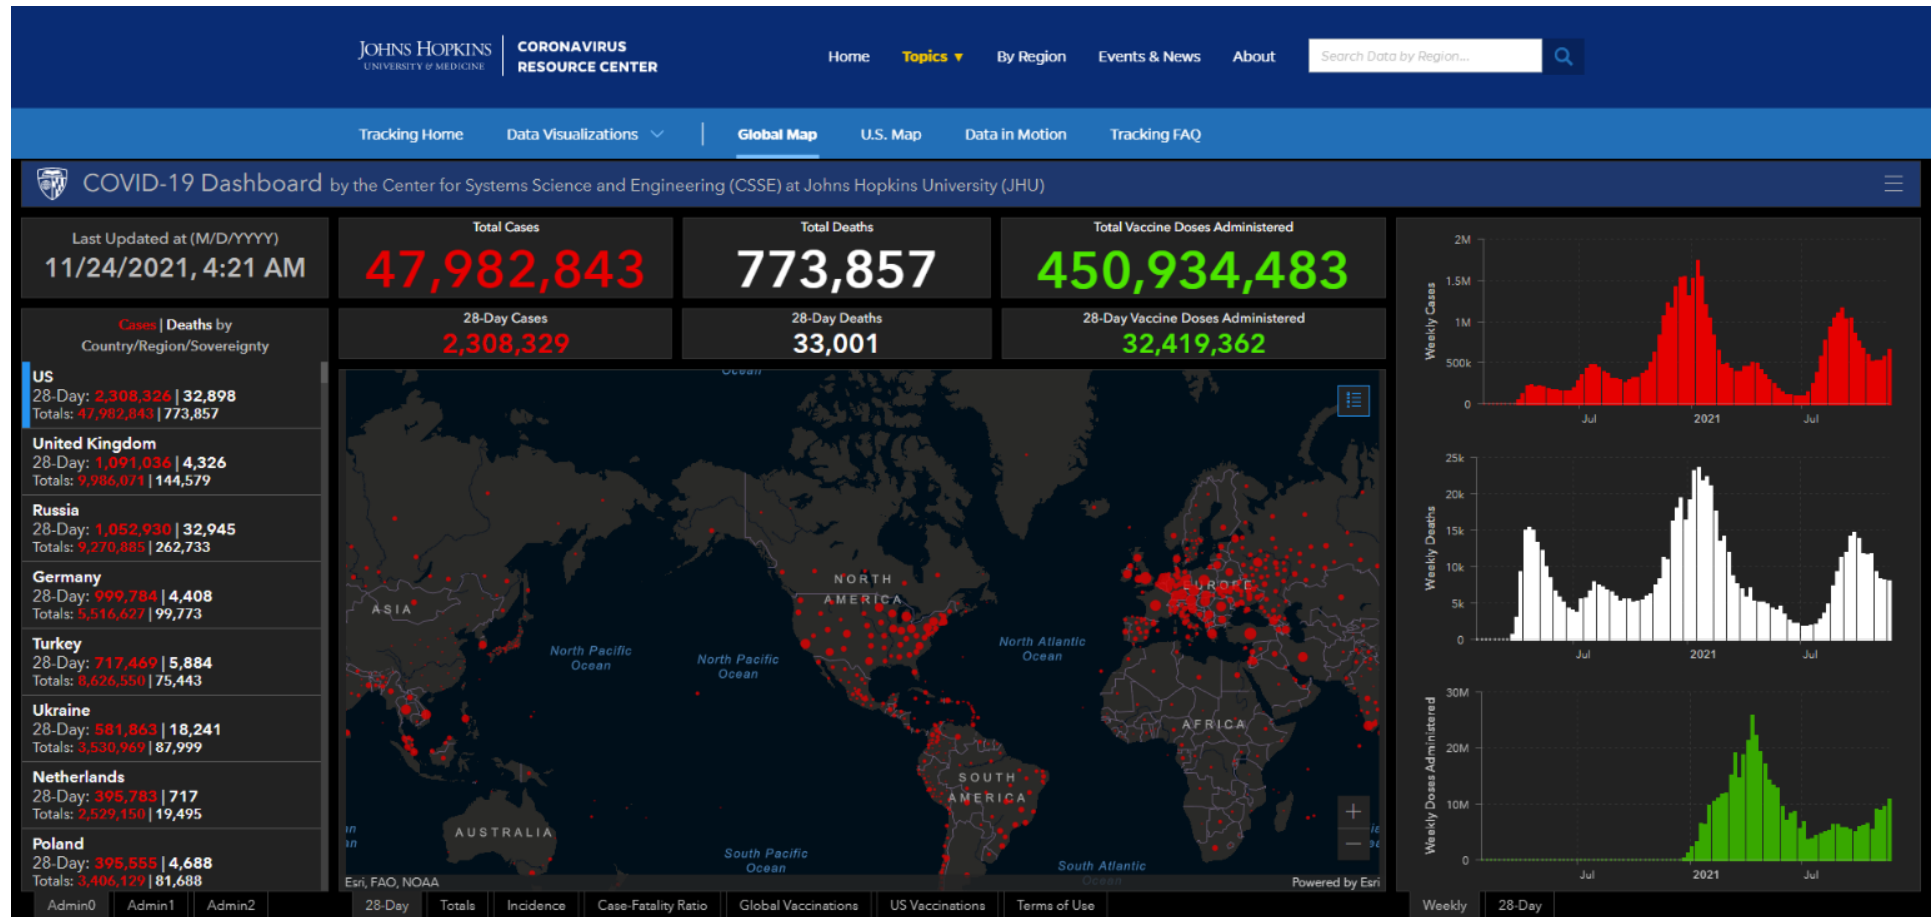 JOHNS HOPKINS
UNIVERSITY & MEDICINE
CORONAVIRUS
RESOURCE CENTER
Home
Topics ▼
By Region
Events & News
About
Search Data by Region...
Tracking Home
Data Visualizations
Global Map
U.S. Map
Data in Motion
Tracking FAQ
COVID-19 Dashboard by the Center for Systems Science and Engineering (CSSE) at Johns Hopkins University (JHU)
Last Updated at (M/D/YYYY)
11/24/2021, 4:21 AM
Cases | Deaths by
Country/Region/Sovereignty
US
28-Day: 2,308,326 | 32,898
Totals: 47,982,843 | 773,857
United Kingdom
28-Day: 1,091,036 | 4,326
Totals: 9,986,071 | 144,579
Russia
28-Day: 1,052,930 | 32,945
Totals: 9,270,885 | 262,733
Germany
28-Day: 999,784 | 4,408
Totals: 5,516,627 | 99,773
Turkey
28-Day: 717,469 | 5,884
Totals: 8,626,550 | 75,443
Ukraine
28-Day: 581,863 | 18,241
Totals: 3,530,969 | 87,999
Netherlands
28-Day: 395,783 | 717
Totals: 2,529,150 | 19,495
Poland
28-Day: 395,555 | 4,688
Totals: 3,406,129 | 81,688
Admin0
Admin1
Admin2
Total Cases
47,982,843
Total Deaths
773,857
Total Vaccine Doses Administered
450,934,483
28-Day Cases
2,308,329
28-Day Deaths
33,001
28-Day Vaccine Doses Administered
32,419,362
Ocean
NORTH
AMERICA
EUROPE
ASIA
North Pacific
Ocean
North Pacific
Ocean
North Atlantic
Ocean
AFRICA
SOUTH
AMERICA
AUSTRALIA
South Pacific
Ocean
South Atlantic
Ocean
+
−
Esri, FAO, NOAA
Powered by Esri
28-Day
Totals
Incidence
Case-Fatality Ratio
Global Vaccinations
US Vaccinations
Terms of Use
Weekly Cases
2M
1.5M
1M
500k
0
Jul
2021
Jul
Weekly Deaths
25k
20k
15k
10k
5k
0
Jul
2021
Jul
Weekly Doses Administered
30M
20M
10M
0
Jul
2021
Jul
Weekly
28-Day